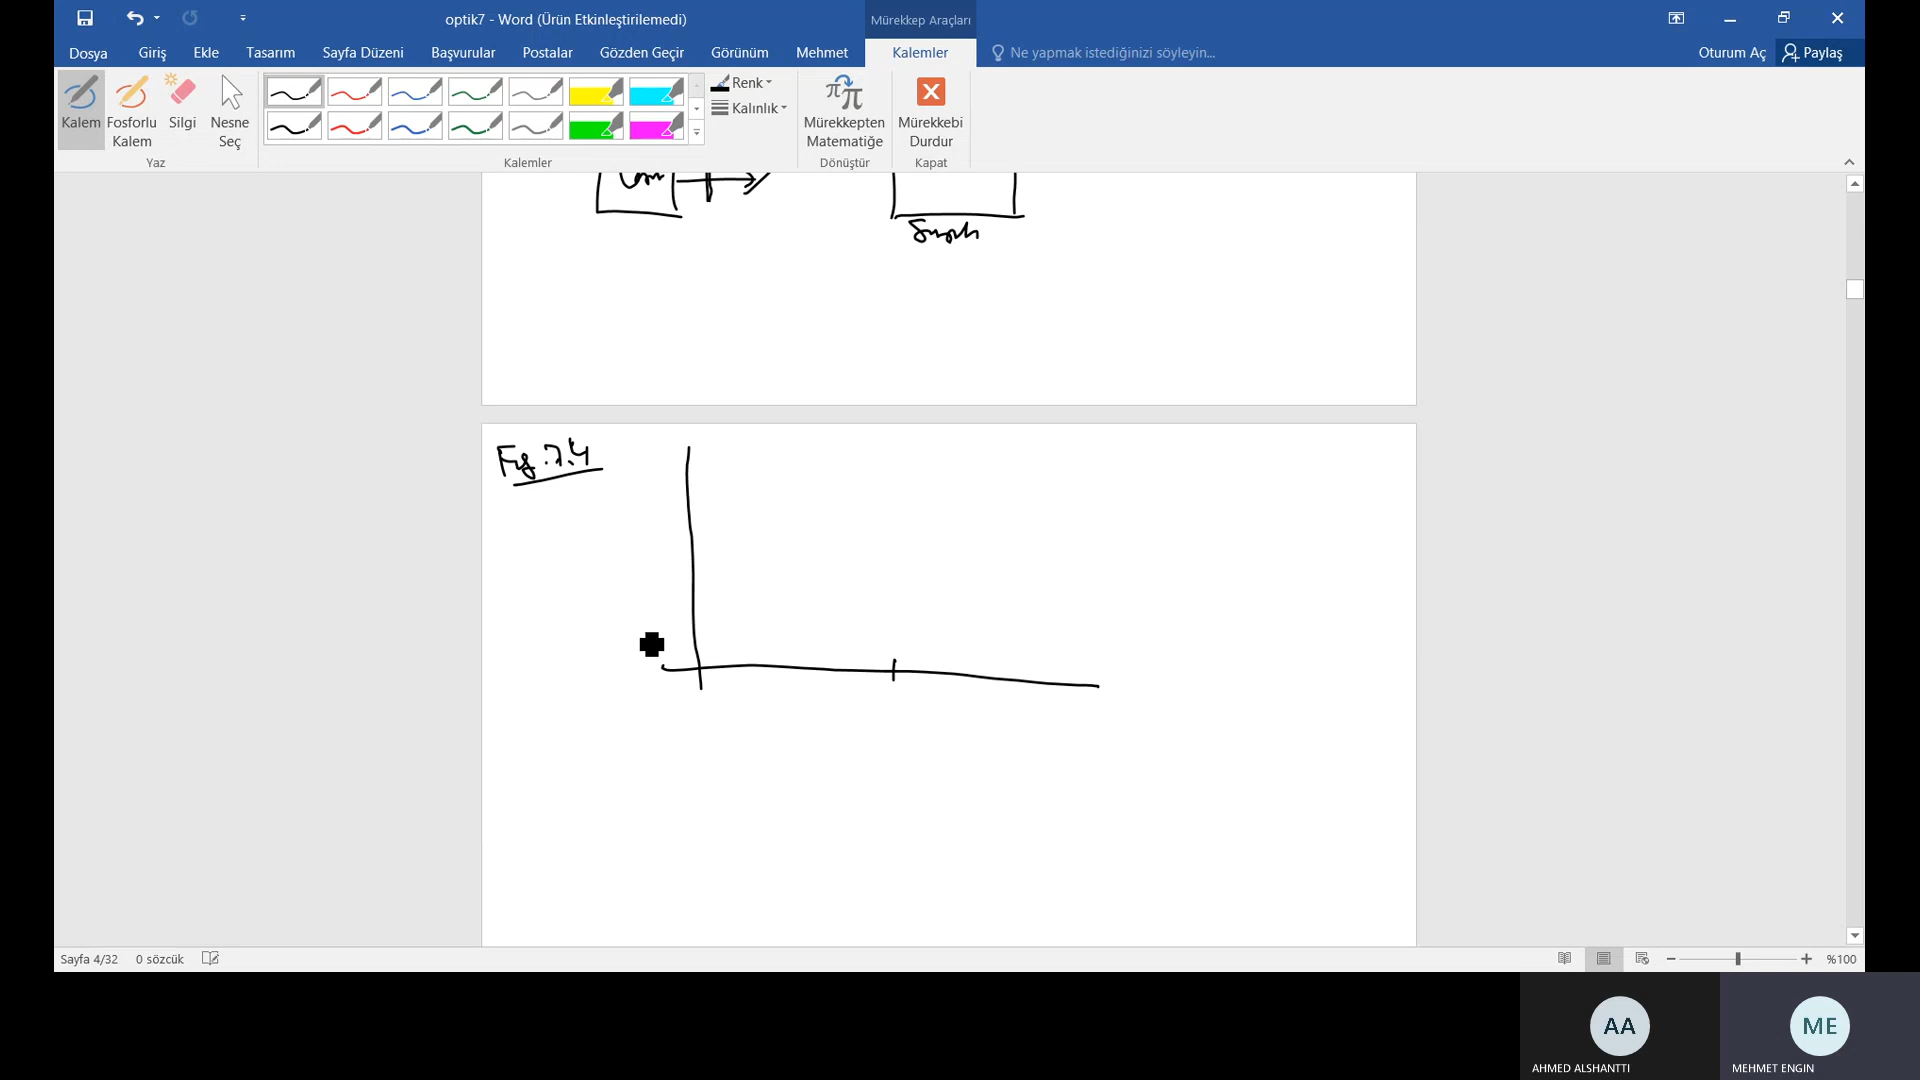 optik7 - Word (Ürün Etkinleştirilemedi)
Mürekkep Araçları
Dosya Giriş Ekle Tasarım Sayfa Düzeni Başvurular Postalar Gözden Geçir Görünüm Mehmet Kalemler Ne yapmak istediğinizi söyleyin... Oturum Aç Paylaş
Kalem
Fosforlu Kalem
Silgi
Nesne Seç
Renk
Kalınlık
Mürekkepten Matematiğe
Mürekkebi Durdur
Yaz
Kalemler
Dönüştür
Kapat
Fig.:7.4
Sayfa 4/32 0 sözcük
%100
AA
AHMED ALSHANTTI
ME
MEHMET ENGIN